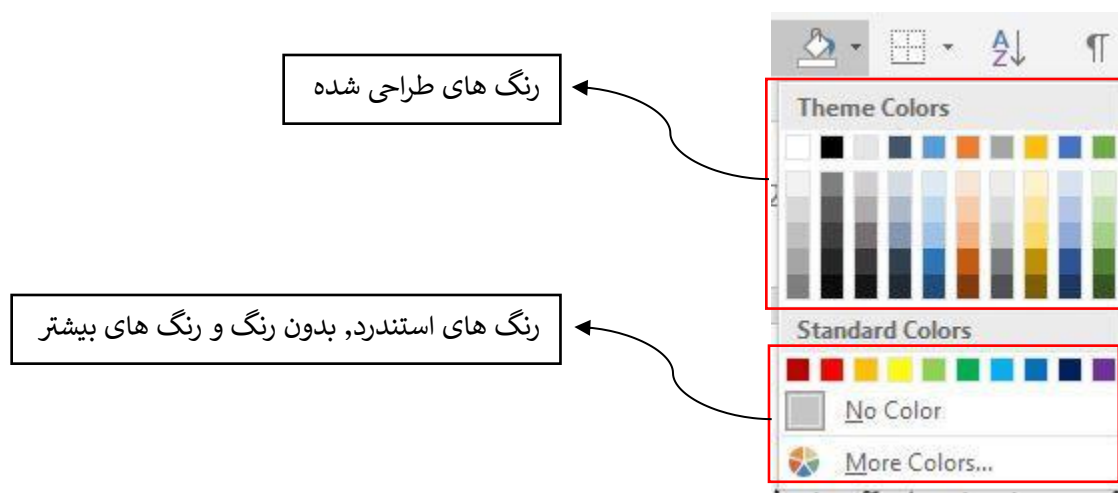 رنگ های طراحی شده
Theme Colors
رنگ های استندرد, بدون رنگ و رنگ های بیشتر
Standard Colors
No Color
More Colors...